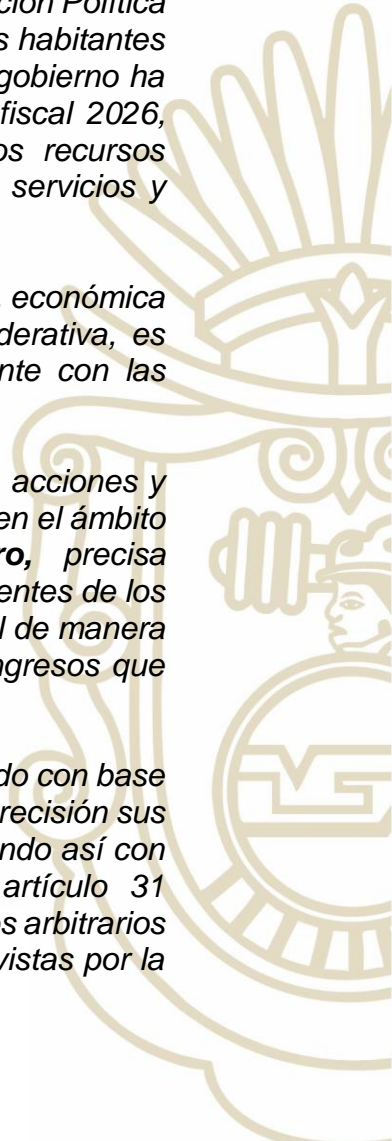 ción Política
s habitantes
gobierno ha
fiscal 2026,
os recursos
servicios y
económica
derativa, es
nte con las
acciones y
en el ámbito
ro, precisa
entes de los
l de manera
ngresos que
do con base
recisión sus
ndo así con
artículo 31
os arbitrarios
vistas por la